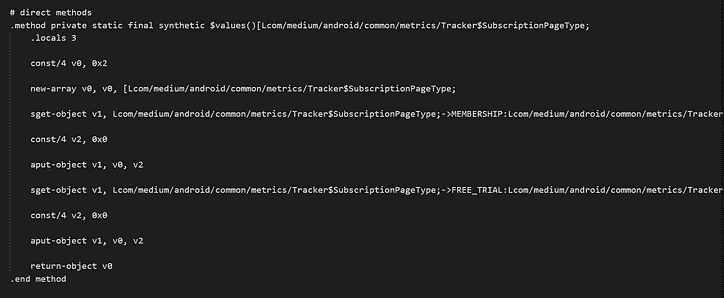 # direct methods
.method private static final synthetic $values()[Lcom/medium/android/common/metrics/Tracker$SubscriptionPageType;
.locals 3
const/4 v0, 0x2
new-array v0, v0, [Lcom/medium/android/common/metrics/Tracker$SubscriptionPageType;
sget-object v1, Lcom/medium/android/common/metrics/Tracker$SubscriptionPageType;->MEMBERSHIP:Lcom/medium/android/common/metrics/Tracker
const/4 v2, 0x0
aput-object v1, v0, v2
sget-object v1, Lcom/medium/android/common/metrics/Tracker$SubscriptionPageType;->FREE_TRIAL:Lcom/medium/android/common/metrics/Tracker
const/4 v2, 0x0
aput-object v1, v0, v2
return-object v0
.end method